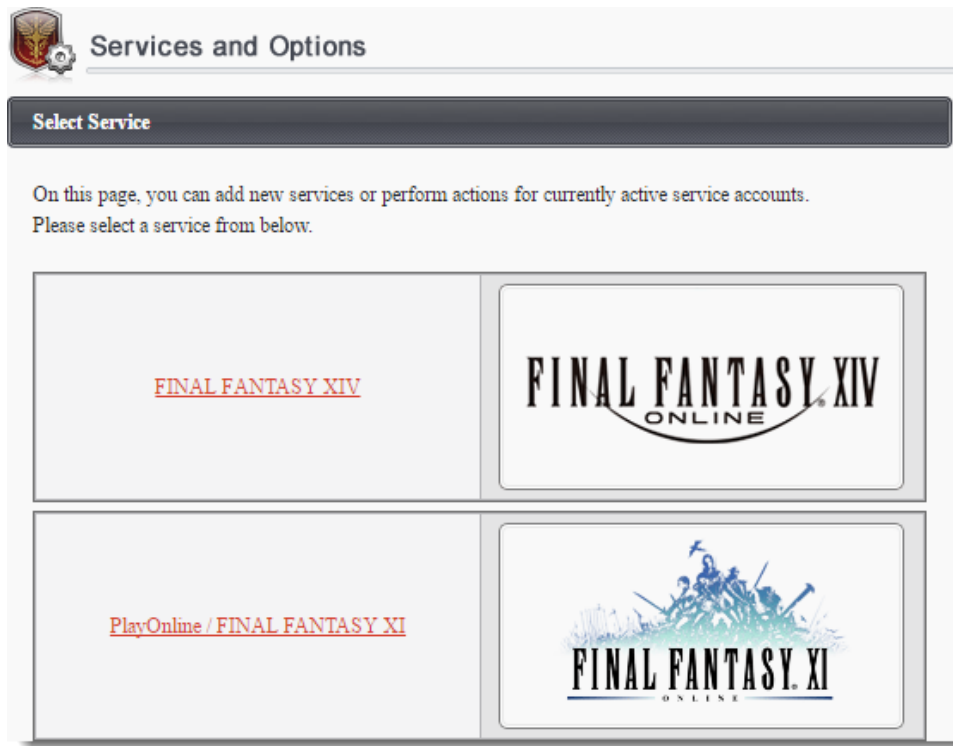 Services and Options
Select Service
On this page, you can add new services or perform actions for currently active service accounts.
Please select a service from below.
FINAL FANTASY XIV
FINAL FANTASY® XIV
ONLINE
PlayOnline / FINAL FANTASY XI
FINAL FANTASY® XI
ONLINE